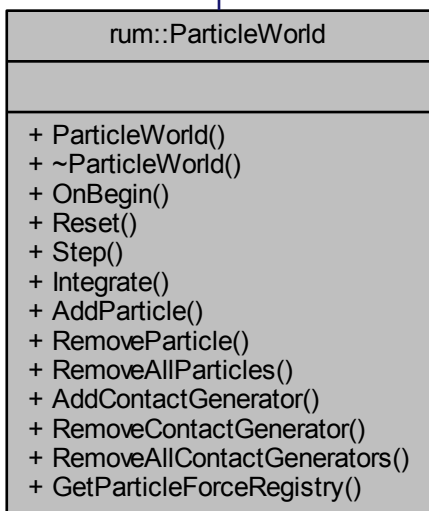 rum::ParticleWorld
+ ParticleWorld()
+ ~ParticleWorld()
+ OnBegin()
+ Reset()
+ Step()
+ Integrate()
+ AddParticle()
+ RemoveParticle()
+ RemoveAllParticles()
+ AddContactGenerator()
+ RemoveContactGenerator()
+ RemoveAllContactGenerators()
+ GetParticleForceRegistry()